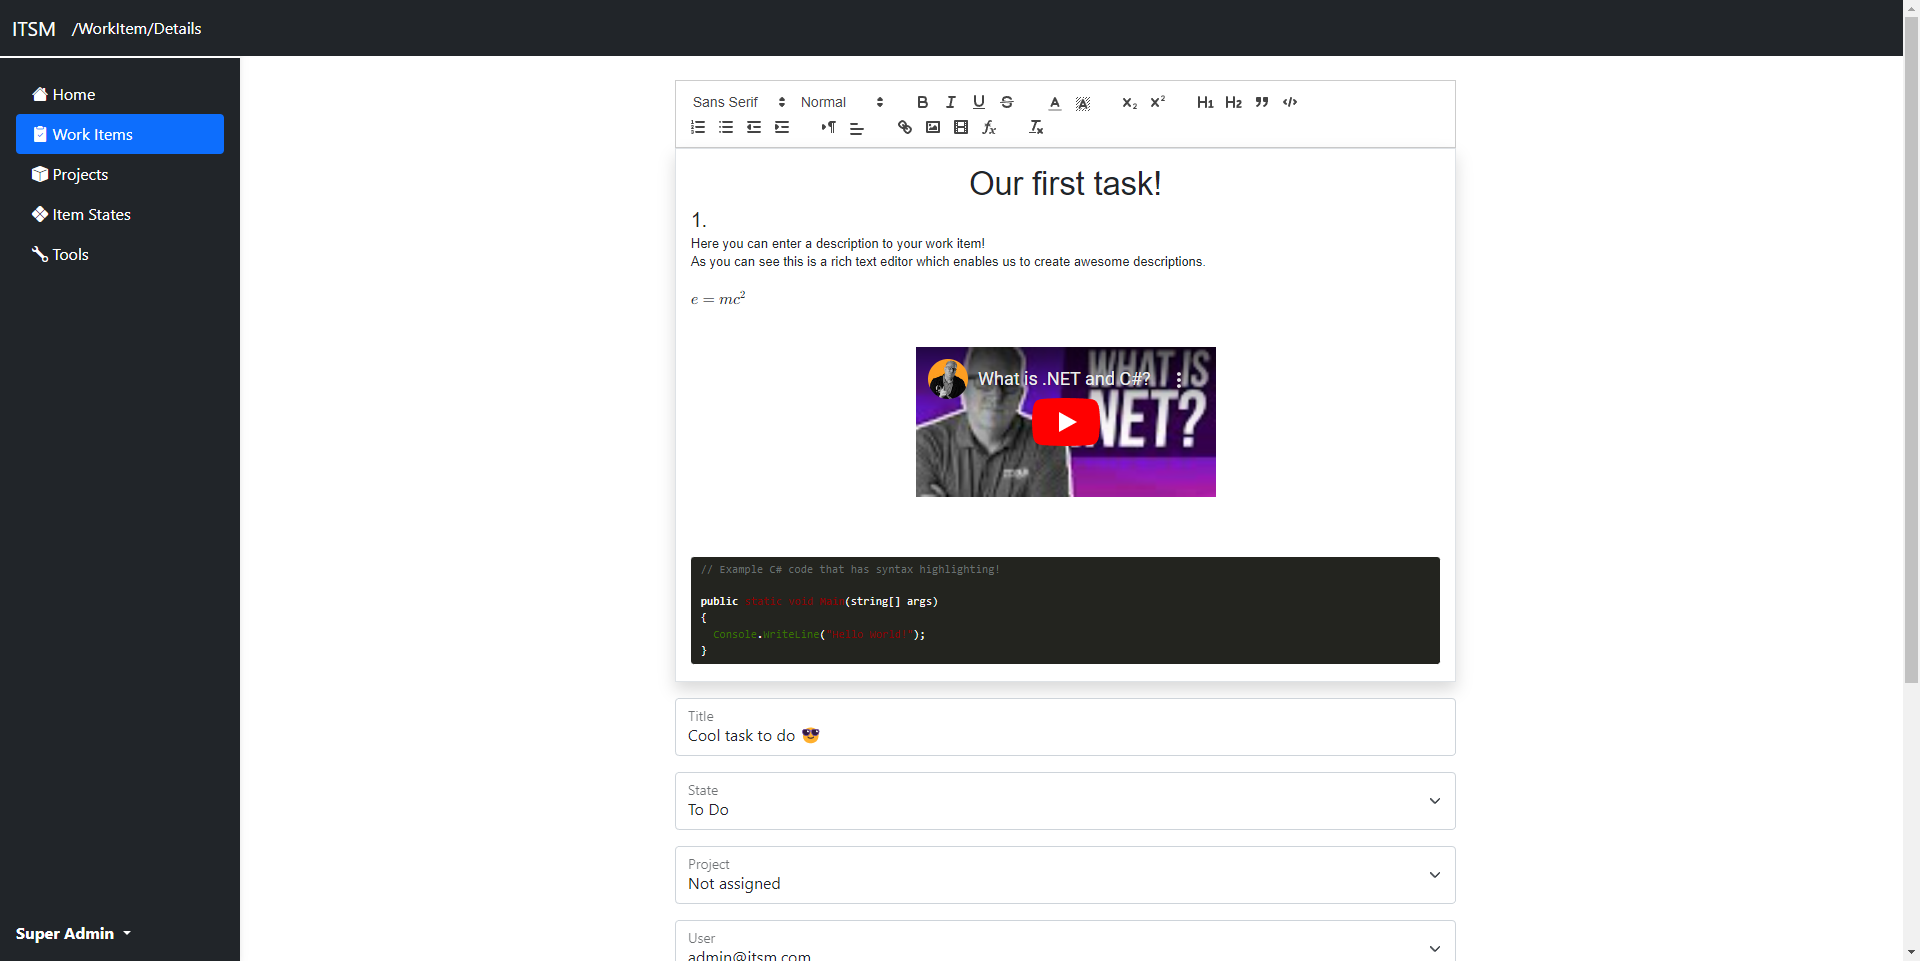 ITSM /WorkItem/Details
Home
Work Items
Projects
Item States
Tools
Super Admin
Sans Serif Normal B I U S A A X₂ X² H1 H2
Our first task!
1.
Here you can enter a description to your work item!
As you can see this is a rich text editor which enables us to create awesome descriptions.
e = mc²
What is .NET and C#?
WHAT IS
.NET?
// Example C# code that has syntax highlighting!
public static void Main(string[] args)
{
Console.WriteLine("Hello World!");
}
Title
Cool task to do 😎
State
To Do
Project
Not assigned
User
admin@itsm.com